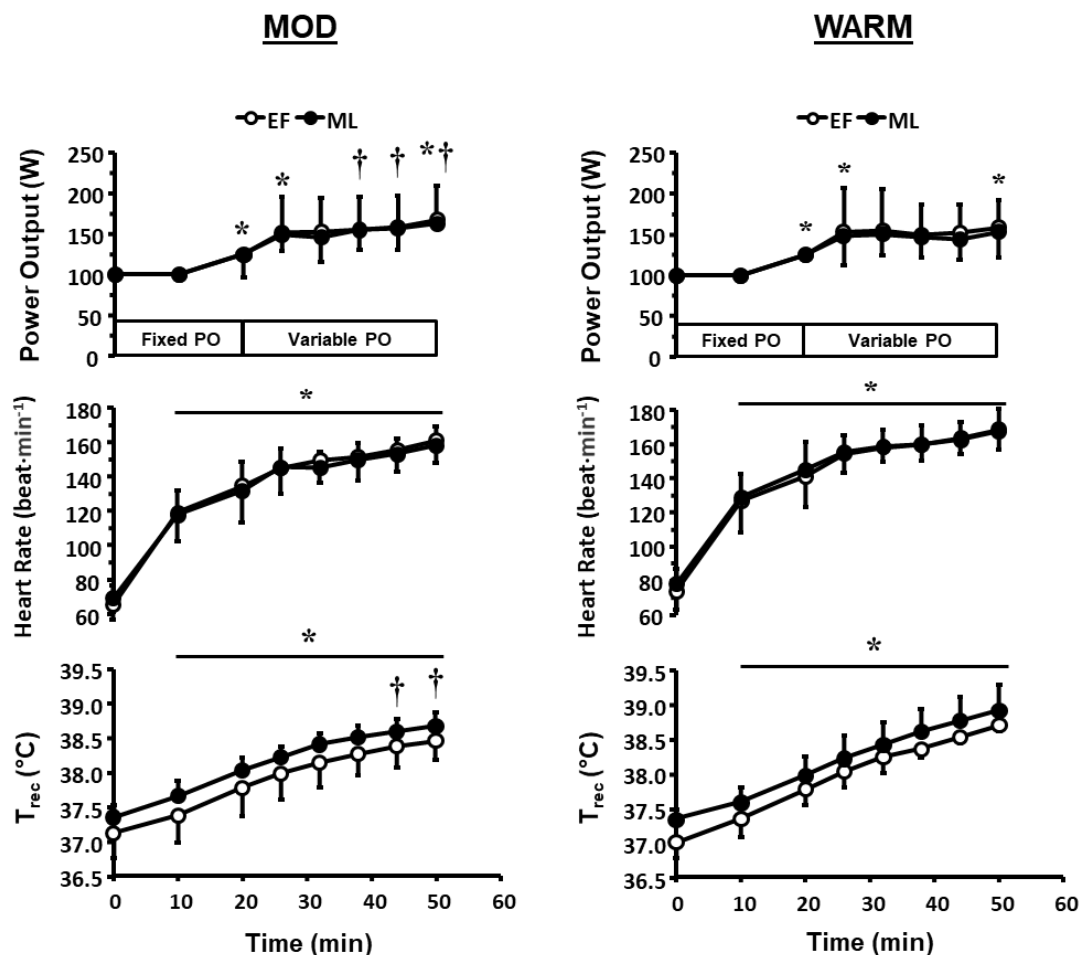 MOD
WARM
EF ML
EF ML
Power Output (W)
250
200
150
100
50
0
* * † † *†
Fixed PO Variable PO
Power Output (W)
250
200
150
100
50
0
* * *
Fixed PO Variable PO
Heart Rate (beat·min⁻¹)
180
160
140
120
100
80
60
*
Heart Rate (beat·min⁻¹)
180
160
140
120
100
80
60
*
Trec (°C)
39.5
39.0
38.5
38.0
37.5
37.0
36.5
*
† †
0 10 20 30 40 50 60
Time (min)
Trec (°C)
39.5
39.0
38.5
38.0
37.5
37.0
36.5
*
0 10 20 30 40 50 60
Time (min)